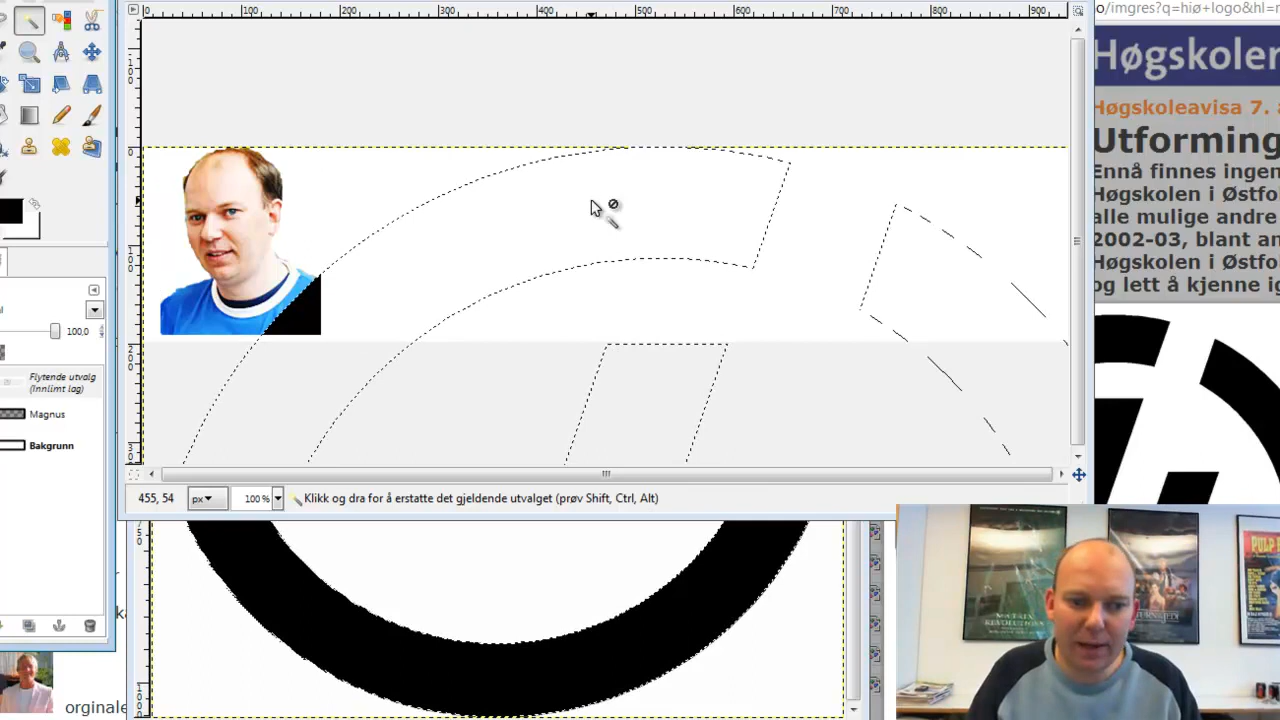 0
100
200
300
400
500
600
700
800
900
o/imgres?q=hiø+logo&hl=r
Høgskolen
Høgskoleavisa 7. a
Utforming
Ennå finnes ingen
Høgskolen i Østfo
alle mulige andre
2002-03, blant an
Høgskolen i Østfol
og lett å kjenne ig
100,0
Flytende utvalg
(Innlimt lag)
Magnus
Bakgrunn
455, 54
px
100 %
Klikk og dra for å erstatte det gjeldende utvalget (prøv Shift, Ctrl, Alt)
orginale
PULP